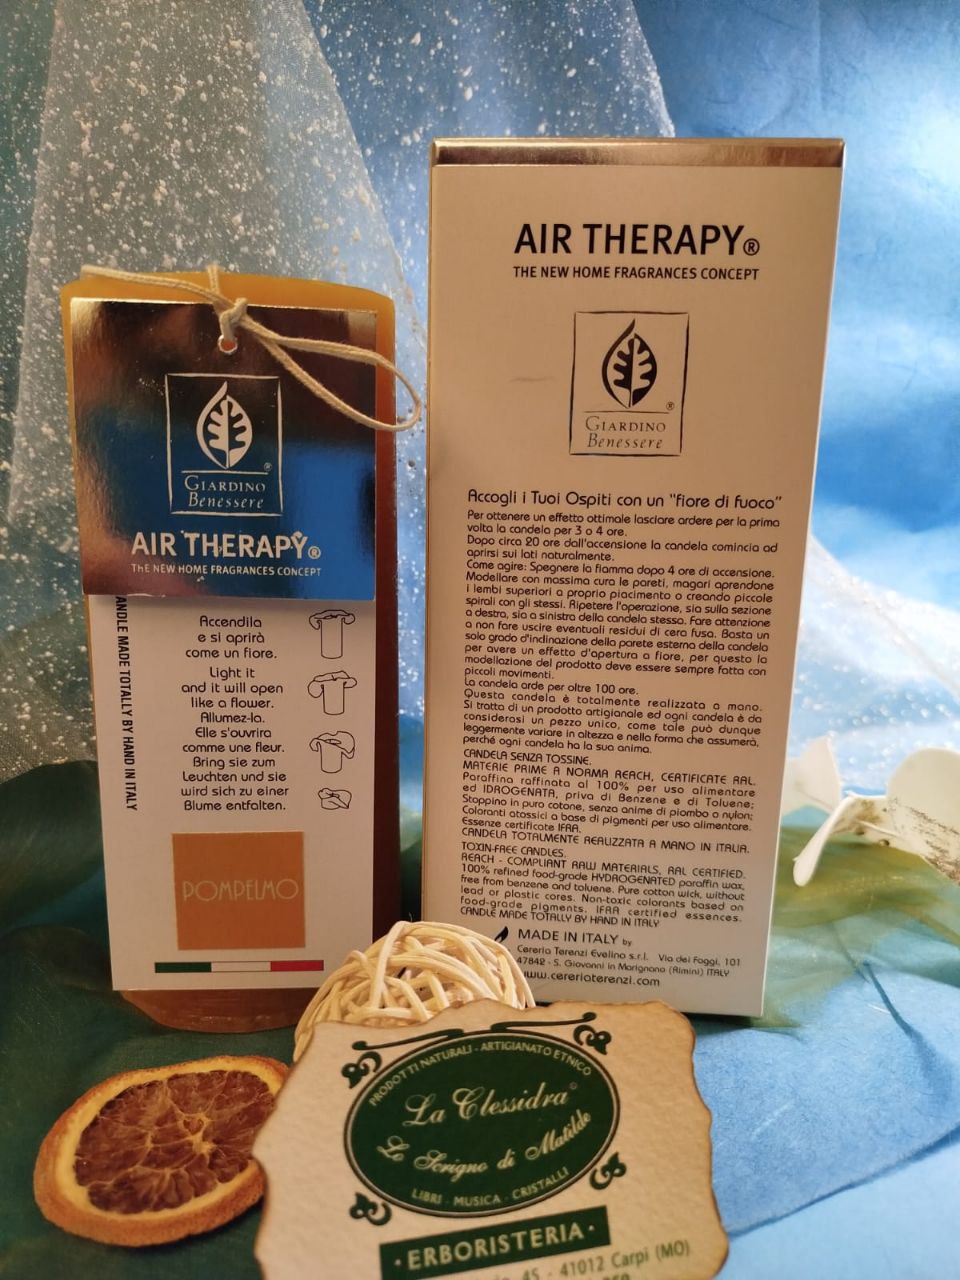 GIARDINO
Benessere
AIR THERAPY®
THE NEW HOME FRAGRANCES CONCEPT
ANDLE MADE TOTALLY BY HAND IN ITALY
Accendila
e si aprirà
come un fiore.
Light it
and it will open
like a flower.
Allumez-la.
Elle s'ouvrira
comme une fleur.
Bring sie zum
Leuchten und sie
wird sich zu einer
Blume entfalten.
POMPELMO
AIR THERAPY®
THE NEW HOME FRAGRANCES CONCEPT
GIARDINO
Benessere
Accogli i Tuoi Ospiti con un "fiore di fuoco"
Per ottenere un effetto ottimale lasciare ardere per la prima
volta la candela per 3 o 4 ore.
Dopo circa 20 ore dall'accensione la candela comincia ad
aprirsi sui lati naturalmente.
Come agire: Spegnere la fiamma dopo 4 ore di accensione.
Modellare con massima cura le pareti, magari aprendone
i lembi superiori a proprio piacimento o creando piccole
spirali con gli stessi. Ripetere l'operazione, sia sulla sezione
a destra, sia a sinistra della candela stessa. Fare attenzione
a non fare uscire eventuali residui di cera fusa. Basta un
solo grado d'inclinazione della parete esterna della candela
per avere un effetto d'apertura a fiore, per questo la
modellazione del prodotto deve essere sempre fatta con
piccoli movimenti.
La candela arde per oltre 100 ore.
Questa candela è totalmente realizzata a mano.
Si tratta di un prodotto artigianale ed ogni candela è da
considerasi un pezzo unico, come tale può dunque
leggermente variare in altezza e nella forma che assumerà,
perché ogni candela ha la sua anima.
CANDELA SENZA TOSSINE.
MATERIE PRIME A NORMA REACH, CERTIFICATE RAL.
Paraffina raffinata al 100% per uso alimentare
ed IDROGENATA, priva di Benzene e di Toluene;
Stoppino in puro cotone, senza anime di piombo o nylon;
Coloranti atossici a base di pigmenti per uso alimentare.
Essenze certificate IFRA.
CANDELA TOTALMENTE REALIZZATA A MANO IN ITALIA.
TOXIN-FREE CANDLES.
REACH - COMPLIANT RAW MATERIALS, RAL CERTIFIED.
100% refined food-grade HYDROGENATED paraffin wax,
free from benzene and toluene. Pure cotton wick, without
lead or plastic cores. Non-toxic colorants based on
food-grade pigments. IFRA certified essences.
CANDLE MADE TOTALLY BY HAND IN ITALY
MADE IN ITALY by
Cereria Terenzi Evelino s.r.l. Via dei Faggi, 101
47842 - S. Giovanni in Marignano (Rimini) ITALY
www.cereriaterenzi.com
PRODOTTI NATURALI - ARTIGIANATO ETNICO
La Clessidra©
Lo Scrigno di Matilde
LIBRI - MUSICA - CRISTALLI
· ERBORISTERIA ·
45 - 41012 Carpi (MO)